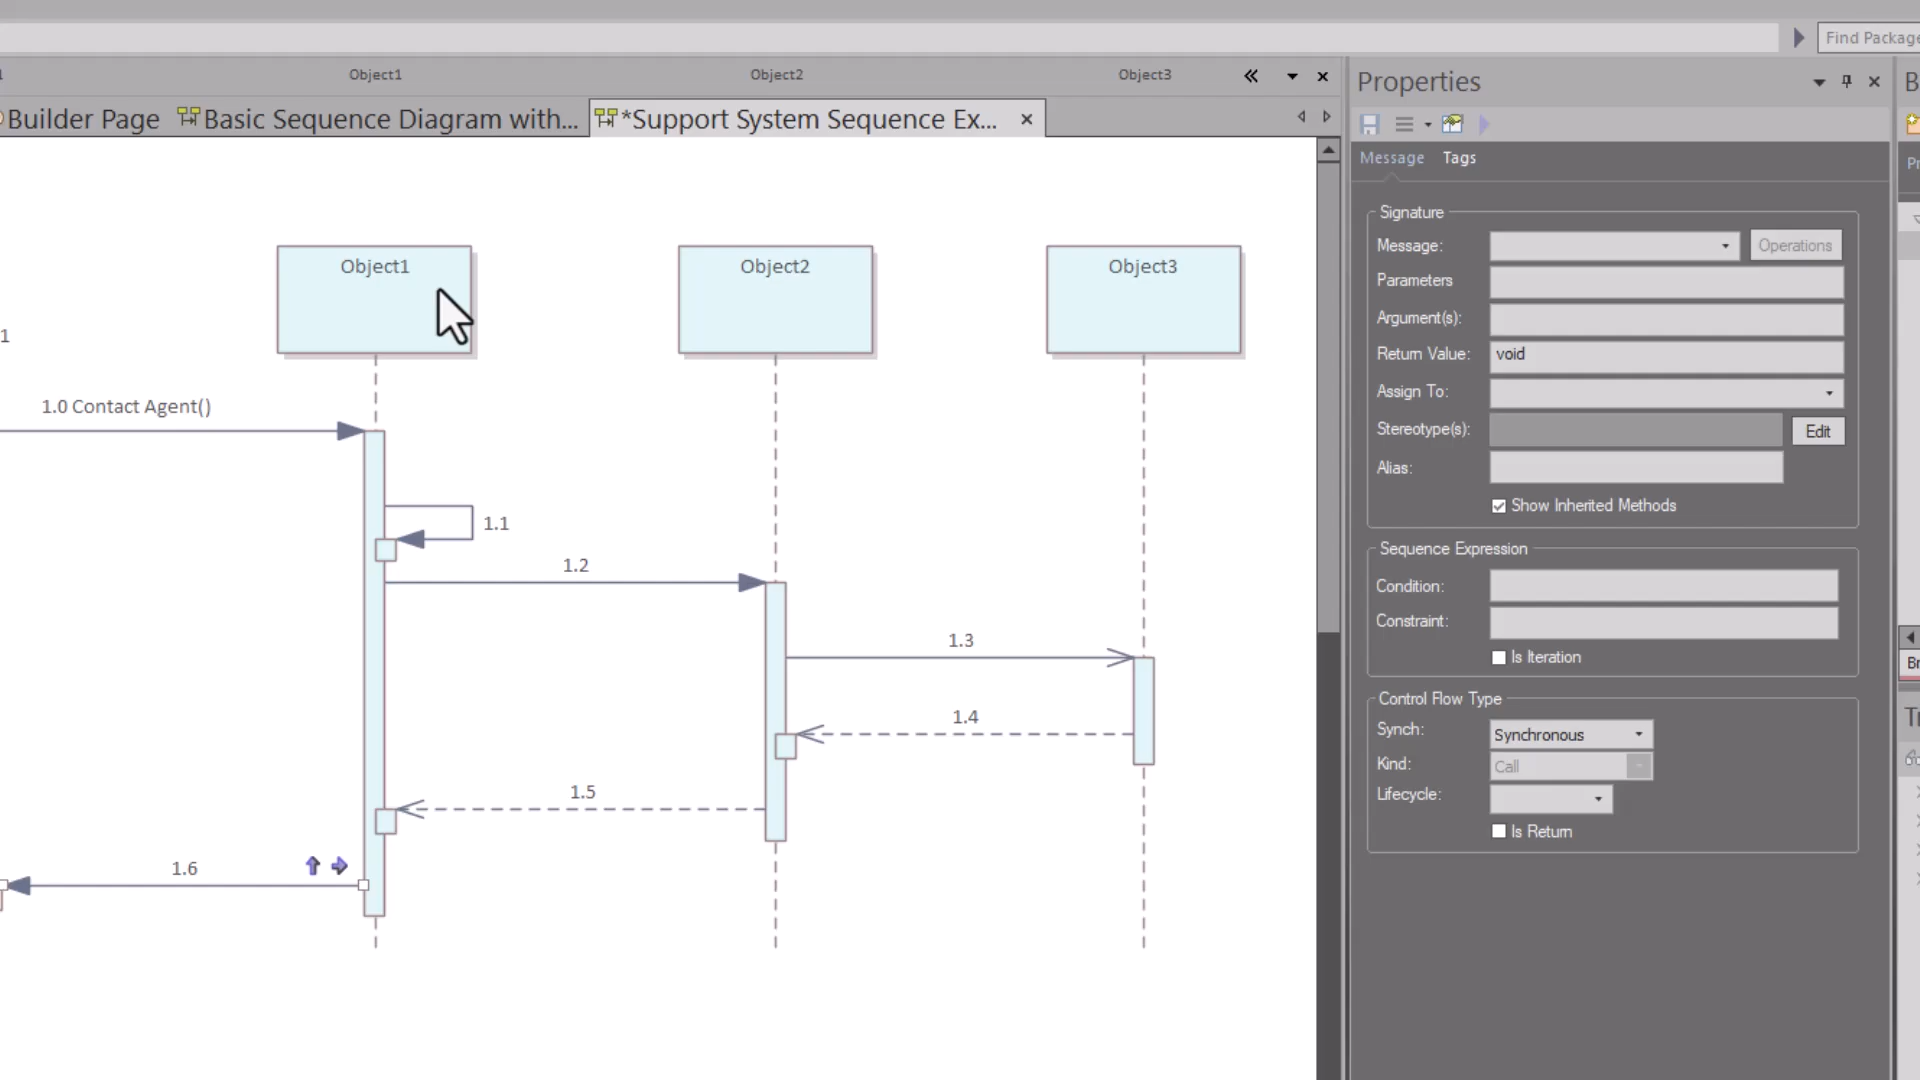 Find Package
Object1
Object2
Object3
Properties
Builder Page
Basic Sequence Diagram with...
*Support System Sequence Ex...
Message
Tags
Signature
Message:
Operations
Parameters
Argument(s):
Return Value:
void
Assign To:
Stereotype(s):
Edit
Alias:
Show Inherited Methods
Sequence Expression
Condition:
Constraint:
Is Iteration
Control Flow Type
Synch:
Synchronous
Kind:
Call
Lifecycle:
Is Return
Object1
Object2
Object3
1
1.0 Contact Agent()
1.1
1.2
1.3
1.4
1.5
1.6